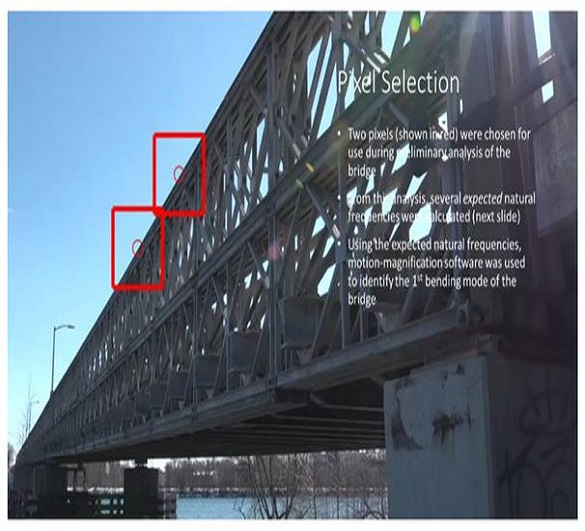 Pixel Selection
• Two pixels (shown in red) were chosen for
use during preliminary analysis of the
bridge
• From this analysis, several expected natural
frequencies were calculated (next slide)
• Using the expected natural frequencies,
motion-magnification software was used
to identify the 1st bending mode of the
bridge